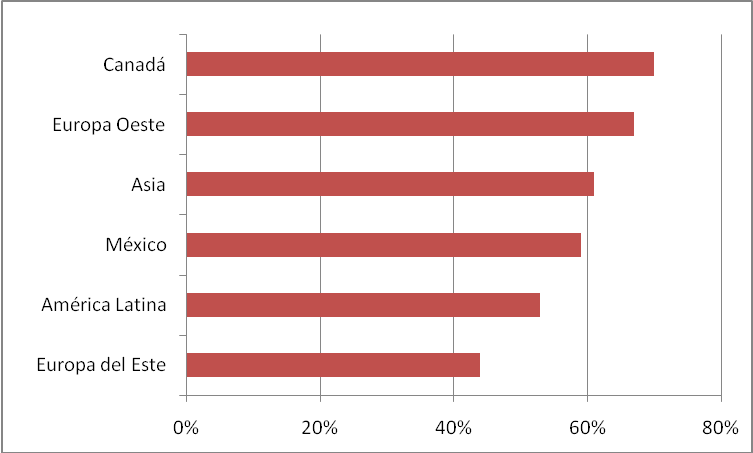 Canadá
Europa Oeste
Asia
México
América Latina
Europa del Este
0% 20% 40% 60% 80%